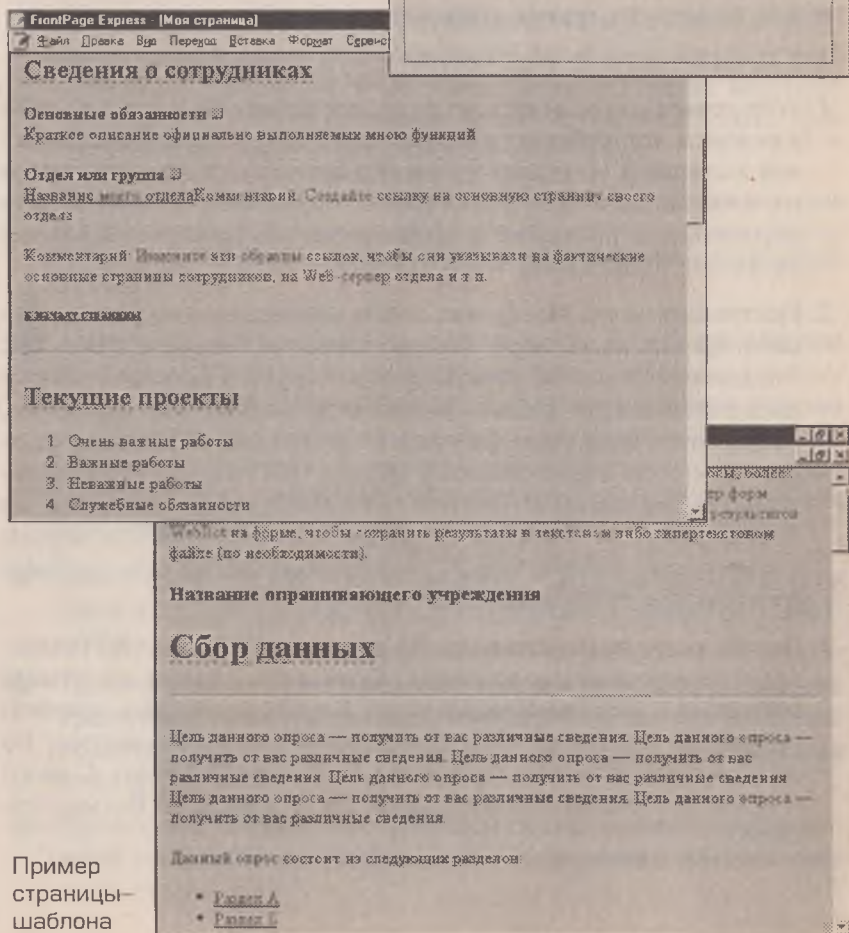 FrontPage Express - [Моя страница]
Файл Правка Вид Переход Вставка Формат Сервис
Сведения о сотрудниках
Основные обязанности
Краткое описание официально выполняемых мною функций
Отдел или группа
Название моего отделаКомментарий: Создайте ссылку на основную страницу своего
отдела
Комментарий: Измените эти образцы ссылок, чтобы они указывали на фактические
основные страницы сотрудников, на Web-сервер отдела и т.п.
к началу страницы
Текущие проекты
1. Очень важные работы
2. Важные работы
3. Неважные работы
4. Служебные обязанности
более
форм
результатов
WebBot на форме, чтобы сохранить результаты в текстовом либо гипертекстовом
файле (по необходимости).
Название опрашивающего учреждения
Сбор данных
Цель данного опроса — получить от вас различные сведения. Цель данного опроса —
получить от вас различные сведения. Цель данного опроса — получить от вас
различные сведения. Цель данного опроса — получить от вас различные сведения.
Цель данного опроса — получить от вас различные сведения. Цель данного опроса —
получить от вас различные сведения.
Данный опрос состоит из следующих разделов:
• Раздел А
• Раздел Б
Пример
страницы–
шаблона